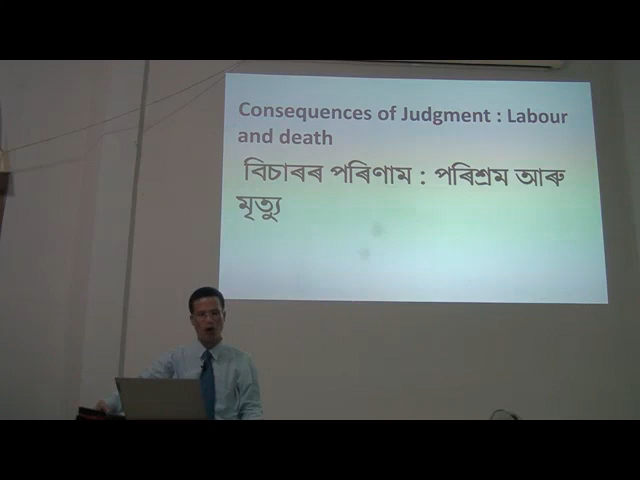 Consequences of Judgment : Labour
and death
বিচাৰৰ পৰিণাম : পৰিশ্ৰম আৰু
মৃত্যু